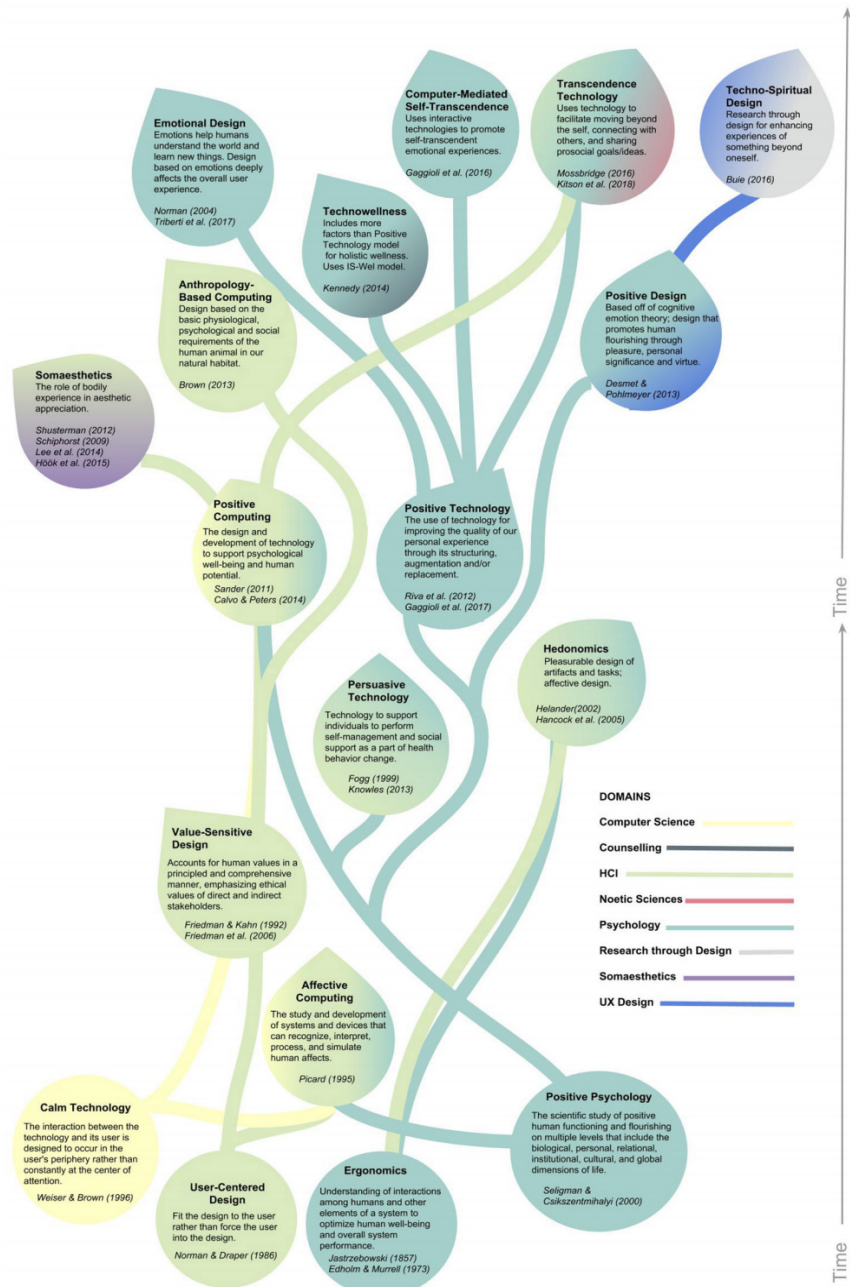 Emotional Design
Emotions help humans
understand the world and
learn new things. Design
based on emotions deeply
affects the overall user
experience.
Norman (2004)
Triberti et al. (2017)
Computer-Mediated
Self-Transcendence
Uses interactive
technologies to promote
self-transcendent
emotional experiences.
Gaggioli et al. (2016)
Transcendence
Technology
Uses technology to
facilitate moving beyond
the self, connecting with
others, and sharing
prosocial goals/ideas.
Mossbridge (2016)
Kitson et al. (2018)
Techno-Spiritual
Design
Research through
design for enhancing
experiences of
something beyond
oneself.
Buie (2016)
Technowellness
Includes more
factors than Positive
Technology model
for holistic wellness.
Uses IS-Wel model.
Kennedy (2014)
Anthropology-
Based Computing
Design based on the
basic physiological,
psychological and social
requirements of the
human animal in our
natural habitat.
Brown (2013)
Positive Design
Based off of cognitive
emotion theory; design that
promotes human
flourishing through
pleasure, personal
significance and virtue.
Desmet &
Pohlmeyer (2013)
Somaesthetics
The role of bodily
experience in aesthetic
appreciation.
Shusterman (2012)
Schiphorst (2009)
Lee et al. (2014)
Höök et al. (2015)
Positive
Computing
The design and
development of technology
to support psychological
well-being and human
potential.
Sander (2011)
Calvo & Peters (2014)
Positive Technology
The use of technology for
improving the quality of our
personal experience
through its structuring,
augmentation and/or
replacement.
Riva et al. (2012)
Gaggioli et al. (2017)
Time
Hedonomics
Pleasurable design of
artifacts and tasks;
affective design.
Helander(2002)
Hancock et al. (2005)
Persuasive
Technology
Technology to support
individuals to perform
self-management and social
support as a part of health
behavior change.
Fogg (1999)
Knowles (2013)
Value-Sensitive
Design
Accounts for human values in a
principled and comprehensive
manner, emphasizing ethical
values of direct and indirect
stakeholders.
Friedman & Kahn (1992)
Friedman et al. (2006)
DOMAINS
Computer Science
Counselling
HCI
Noetic Sciences
Psychology
Research through Design
Somaesthetics
UX Design
Affective
Computing
The study and development
of systems and devices that
can recognize, interpret,
process, and simulate
human affects.
Picard (1995)
Calm Technology
The interaction between the
technology and its user is
designed to occur in the
user's periphery rather than
constantly at the center of
attention.
Weiser & Brown (1996)
User-Centered
Design
Fit the design to the user
rather than force the user
into the design.
Norman & Draper (1986)
Ergonomics
Understanding of interactions
among humans and other
elements of a system to
optimize human well-being
and overall system
performance.
Jastrzebowski (1857)
Edholm & Murrell (1973)
Positive Psychology
The scientific study of positive
human functioning and flourishing
on multiple levels that include the
biological, personal, relational,
institutional, cultural, and global
dimensions of life.
Seligman &
Csikszentmihalyi (2000)
Time